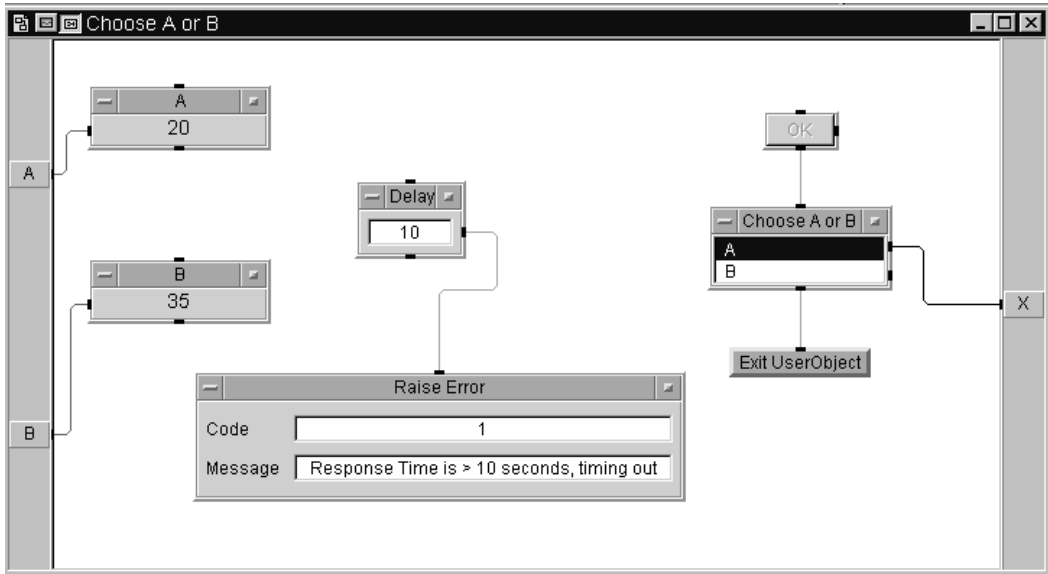 Choose A or B
A
20
OK
A
Delay
10
Choose A or B
A
B
B
35
X
Exit UserObject
Raise Error
Code 1
B
Message Response Time is > 10 seconds, timing out